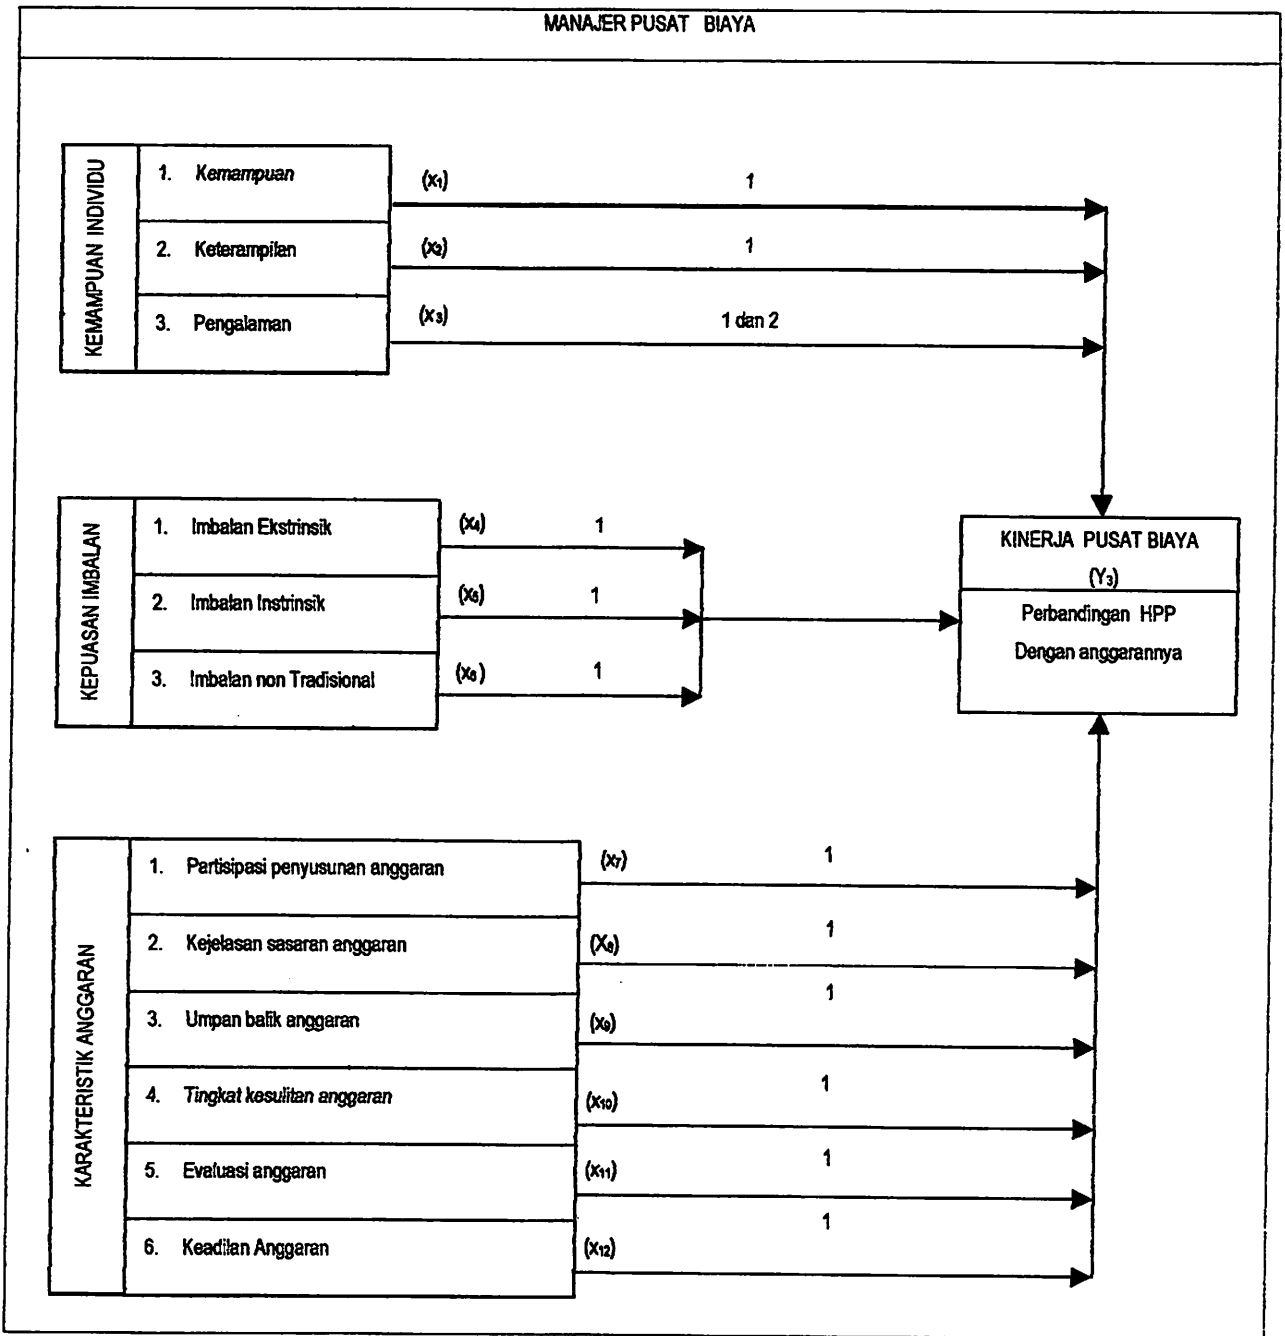 MANAJER PUSAT BIAYA
KEMAMPUAN INDIVIDU
1. Kemampuan
(x₁)
1
2. Keterampilan
(x₂)
1
3. Pengalaman
(x₃)
1 dan 2
KEPUASAN IMBALAN
1. Imbalan Ekstrinsik
(x₄)
1
2. Imbalan Instrinsik
(x₅)
1
3. Imbalan non Tradisional
(x₆)
1
KINERJA PUSAT BIAYA
(Y₃)
Perbandingan HPP
Dengan anggarannya
KARAKTERISTIK ANGGARAN
1. Partisipasi penyusunan anggaran
(x₇)
1
2. Kejelasan sasaran anggaran
(X₈)
1
3. Umpan balik anggaran
(x₉)
1
4. Tingkat kesulitan anggaran
(x₁₀)
1
5. Evaluasi anggaran
(x₁₁)
1
6. Keadilan Anggaran
(x₁₂)
1